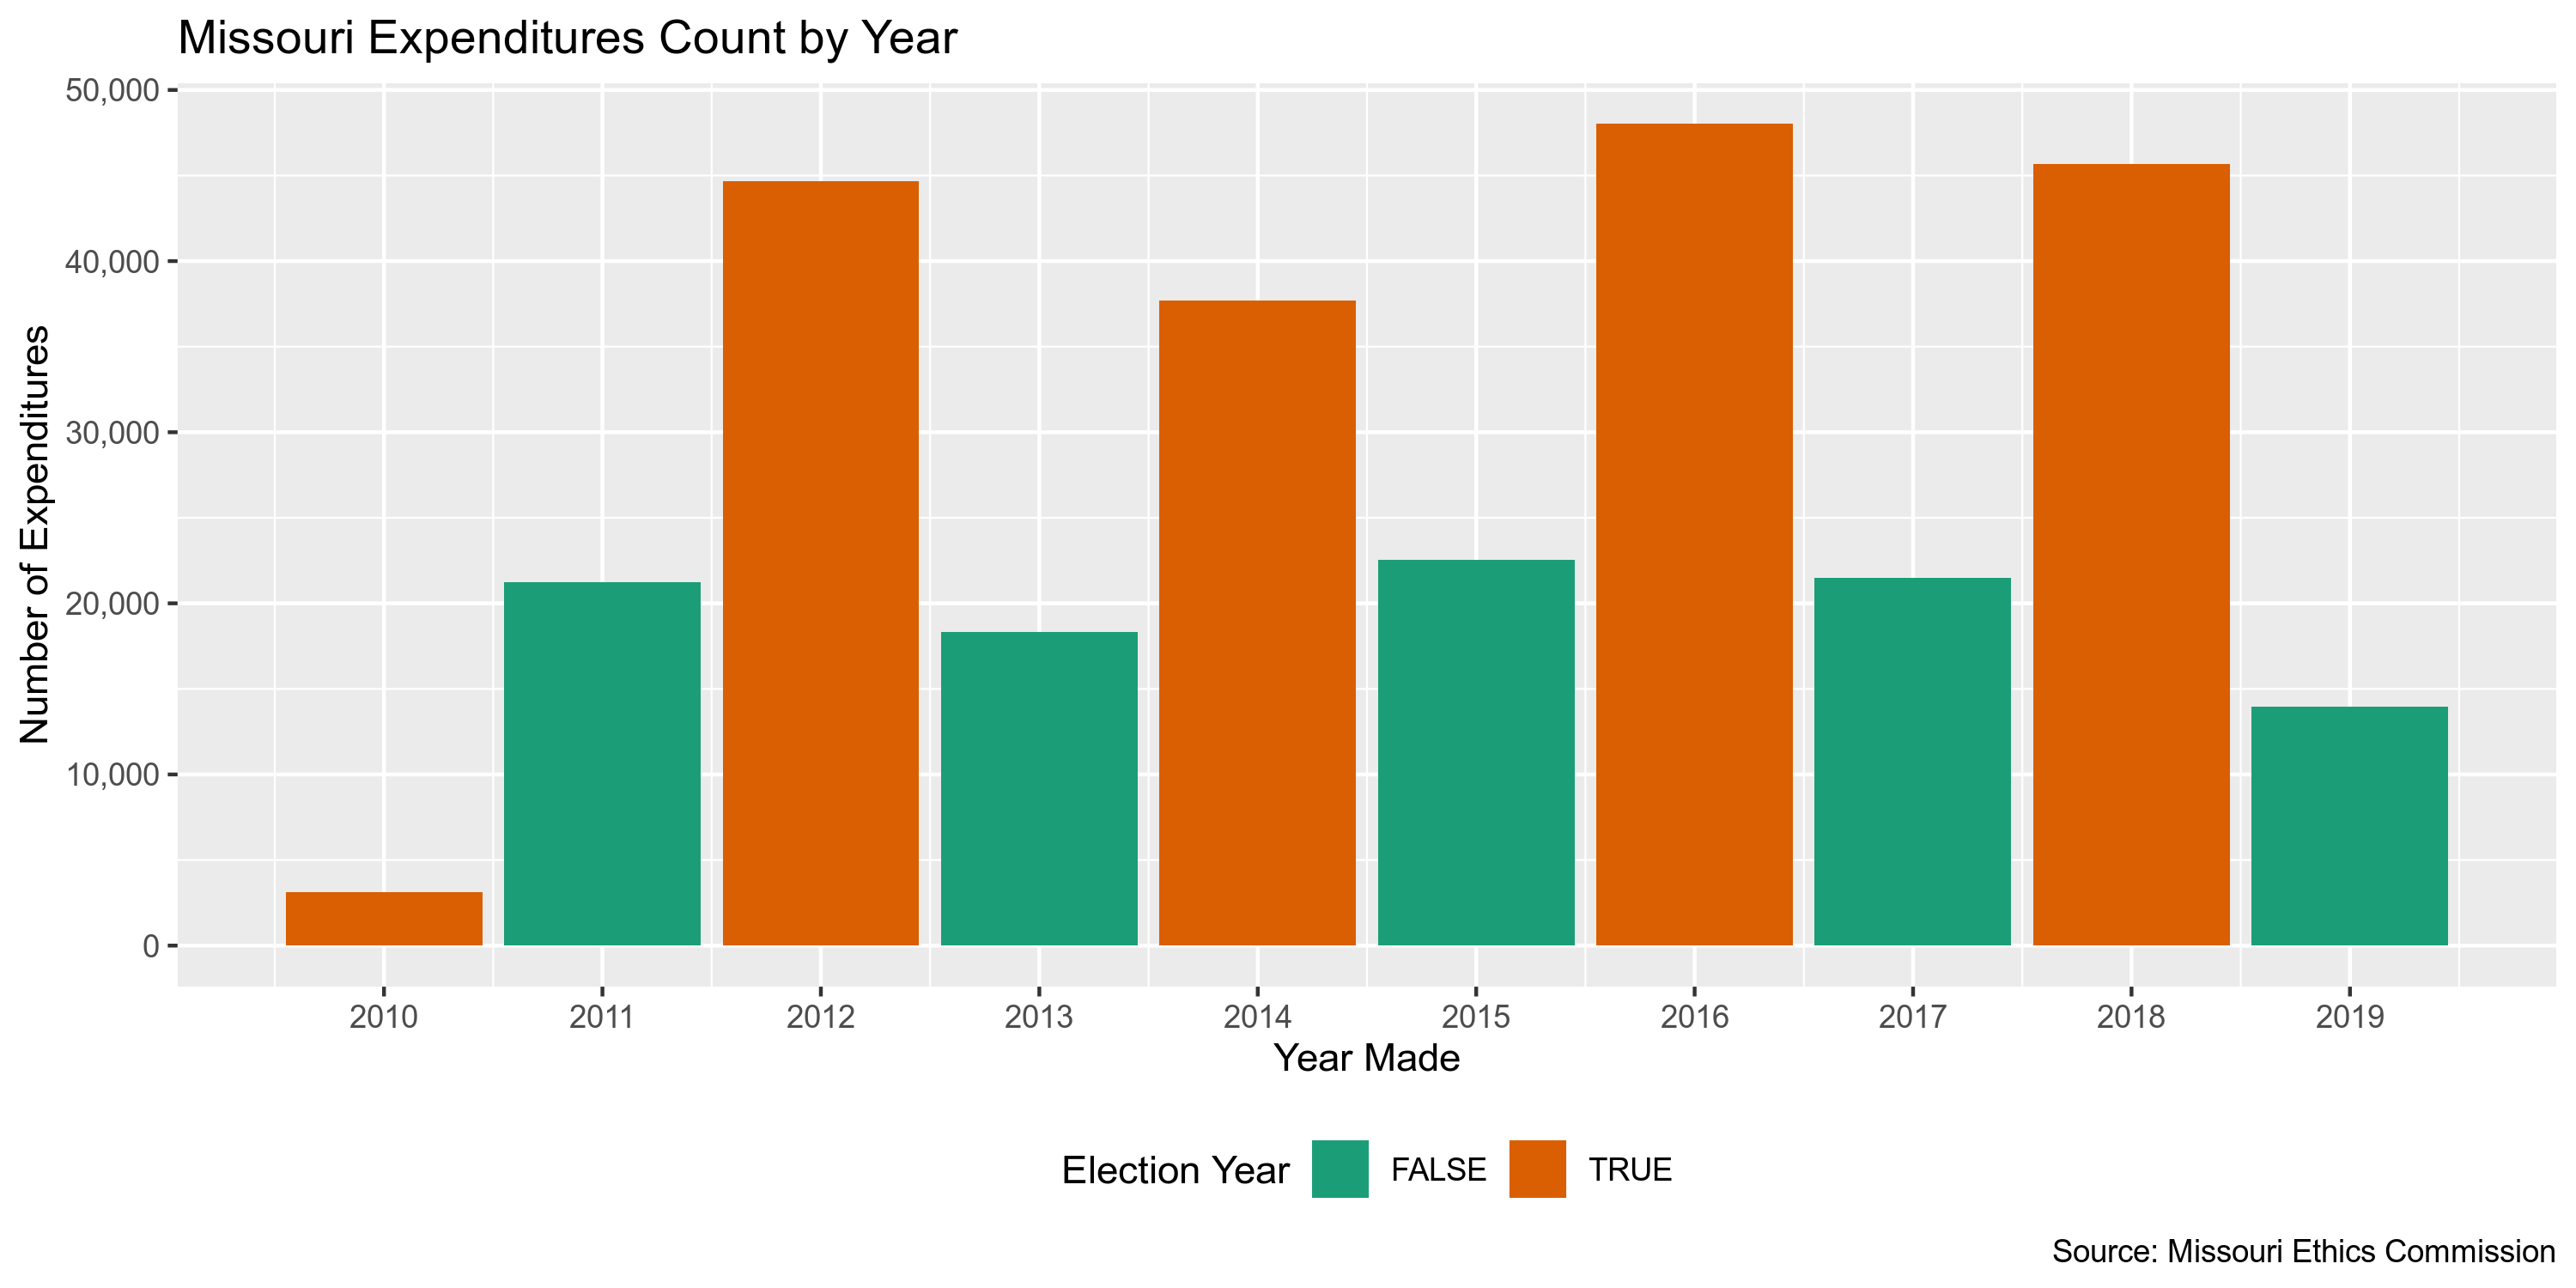 Missouri Expenditures Count by Year
Number of Expenditures
50,000
40,000
30,000
20,000
10,000
0
2010 2011 2012 2013 2014 2015 2016 2017 2018 2019
Year Made
Election Year FALSE TRUE
Source: Missouri Ethics Commission